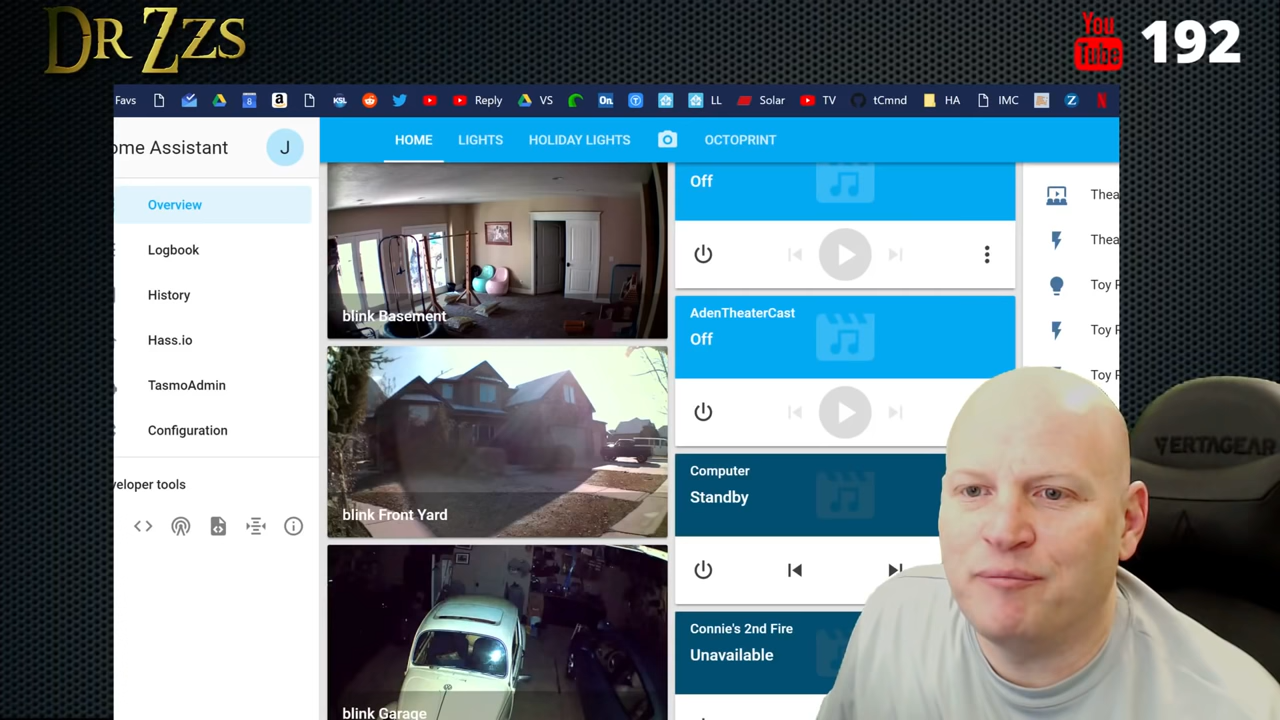 DR ZZS
You
Tube
192
Favs
8
a
KSL
Reply
VS
On.
T
LL
Solar
TV
tCmnd
HA
IMC
Z
N
ome Assistant
J
HOME
LIGHTS
HOLIDAY LIGHTS
OCTOPRINT
Overview
Logbook
History
Hass.io
TasmoAdmin
Configuration
veloper tools
blink Basement
blink Front Yard
blink Garage
Off
AdenTheaterCast
Off
Computer
Standby
Connie's 2nd Fire
Unavailable
Thea
Thea
Toy
Toy
Toy
VERTAGEAR